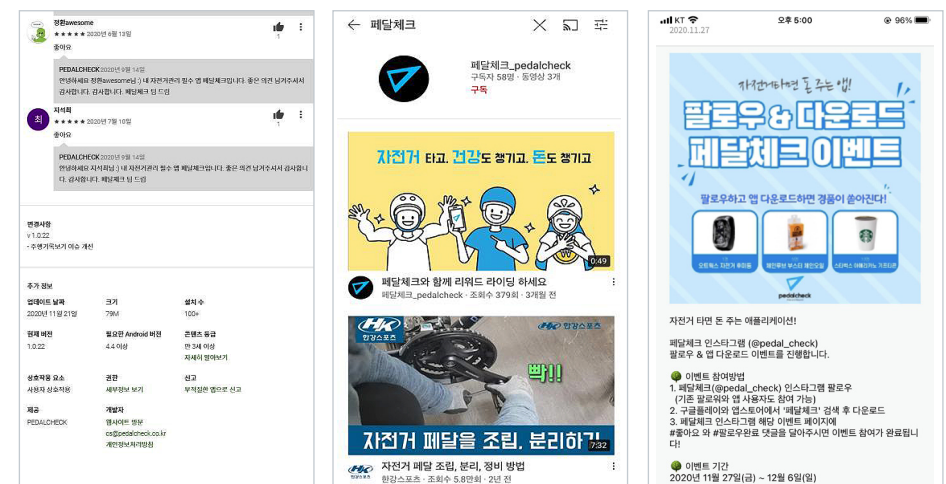 정환awesome
★★★★★ 2020년 6월 13일
1
좋아요
PEDALCHECK 2020년 9월 14일
안녕하세요 정환awesome님 :) 내 자전거관리 필수 앱 페달체크입니다. 좋은 의견 남겨주셔서
감사합니다. 감사합니다. 페달체크 팀 드림
최
지석최
★★★★★ 2020년 7월 10일
1
좋아요
PEDALCHECK 2020년 9월 14일
안녕하세요 지석최님 :) 내 자전거관리 필수 앱 페달체크입니다. 좋은 의견 남겨주셔서 감사합니
다. 감사합니다. 페달체크 팀 드림
변경사항
v 1.0.22
- 주행기록보기 이슈 개선
추가 정보
업데이트 날짜 크기 설치 수
2020년 11월 21일 79M 100+
현재 버전 필요한 Android 버전 콘텐츠 등급
1.0.22 4.4 이상 만 3세 이상
자세히 알아보기
상호작용 요소 권한 신고
사용자 상호작용 세부정보 보기 부적절한 앱으로 신고
제공 개발자
PEDALCHECK 웹사이트 방문
cs@pedalcheck.co.kr
개인정보처리방침
페달체크
페달체크_pedalcheck
구독자 58명 · 동영상 3개
구독
자전거 타고. 건강도 챙기고. 돈도 챙기고
0:49
페달체크와 함께 리워드 라이딩 하세요
페달체크_pedalcheck · 조회수 379회 · 3개월 전
HK 한강스포츠
HK 한강스포츠
빡!!
자전거 페달을 조립. 분리하기
7:32
자전거 페달 조립, 분리, 정비 방법
한강스포츠 · 조회수 5.8만회 · 2년 전
KT 오후 5:00 96%
2020.11.27
자전거타면 돈 주는 앱!
팔로우 & 다운로드
페달체크 이벤트
팔로우하고 앱 다운로드하면 경품이 쏟아진다!
pedalcheck
자전거 타면 돈 주는 애플리케이션!
페달체크 인스타그램 (@pedal_check)
팔로우 & 앱 다운로드 이벤트를 진행합니다.
이벤트 참여방법
1. 페달체크(@pedal_check) 인스타그램 팔로우
(기존 팔로워와 앱 사용자도 참여 가능)
2. 구글플레이와 앱스토어에서 '페달체크' 검색 후 다운로드
3. 페달체크 인스타그램 해당 이벤트 페이지에
#좋아요 와 #팔로우완료 댓글을 달아주시면 이벤트 참여가 완료됩니
다!
이벤트 기간
2020년 11월 27일(금) ~ 12월 6일(일)